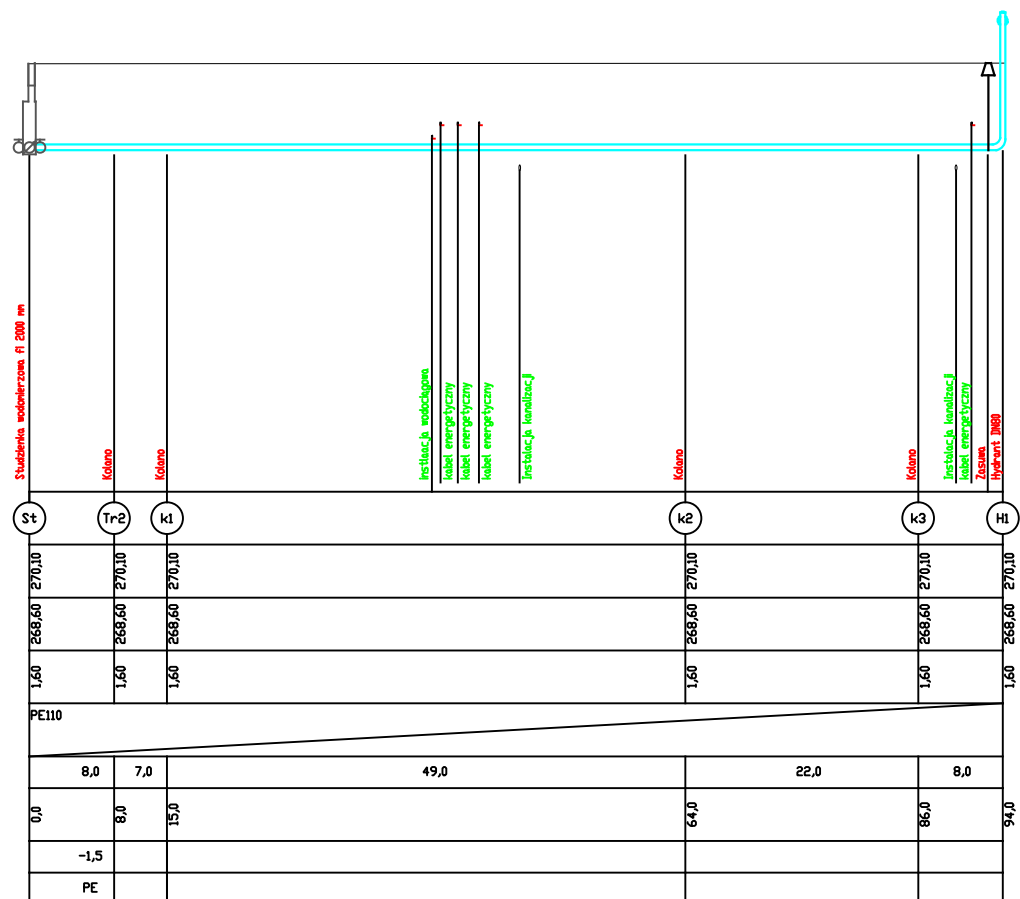 Studzienka wodomierzowa fi 2000 mm
Kolano
Kolano
instlaacja wodociągowa
kabel energetyczny
kabel energetyczny
kabel energetyczny
Instalacja kanalizacji
Kolano
Kolano
Instalacja kanalizacji
kabel energetyczny
Zasuwa
Hydrant DN80
St Tr2 k1 k2 k3 H1
270,10 270,10 270,10 270,10 270,10 270,10
268,60 268,60 268,60 268,60 268,60 268,60
1,60 1,60 1,60 1,60 1,60 1,60
PE110
8,0 7,0 49,0 22,0 8,0
0,0 8,0 15,0 64,0 86,0 94,0
-1,5
PE